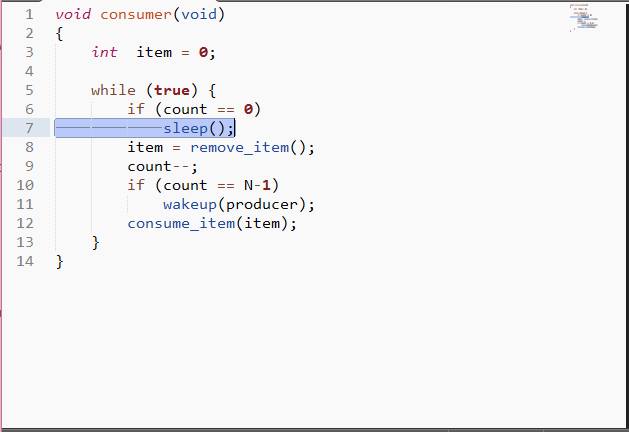 1 void consumer(void)
2 {
3     int  item = 0;
4
5     while (true) {
6         if (count == 0)
7             sleep();
8         item = remove_item();
9         count--;
10         if (count == N-1)
11             wakeup(producer);
12         consume_item(item);
13     }
14 }